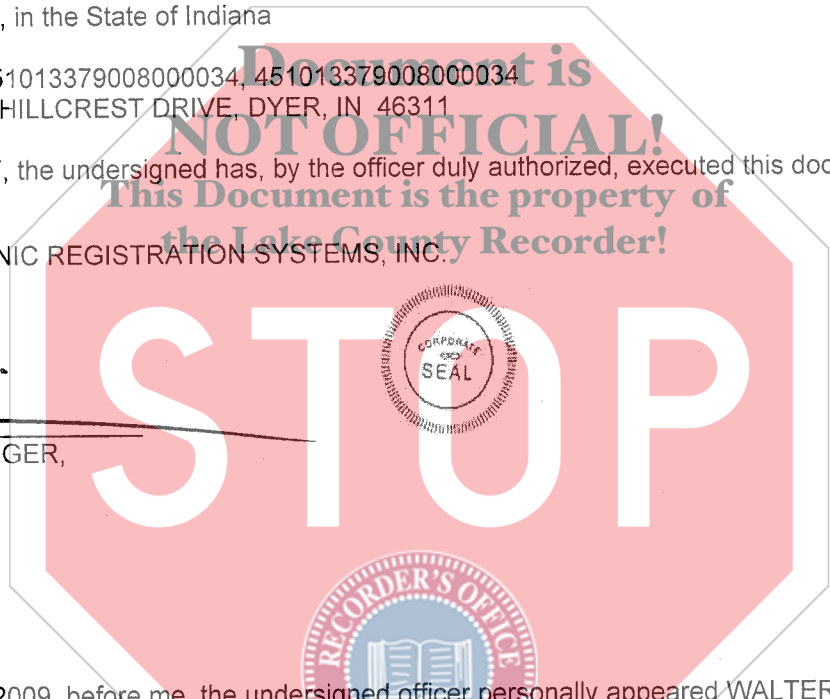 , in the State of Indiana
Document is
51013379008000034, 451013379008000034
HILLCREST DRIVE, DYER, IN 46311
NOT OFFICIAL!
, the undersigned has, by the officer duly authorized, executed this doc
This Document is the property of
the Lake County Recorder!
NIC REGISTRATION SYSTEMS, INC.
CORPORATE
SEAL
STOP
GER,
RECORDER'S OFFICE
2009, before me, the undersigned officer personally appeared WALTER